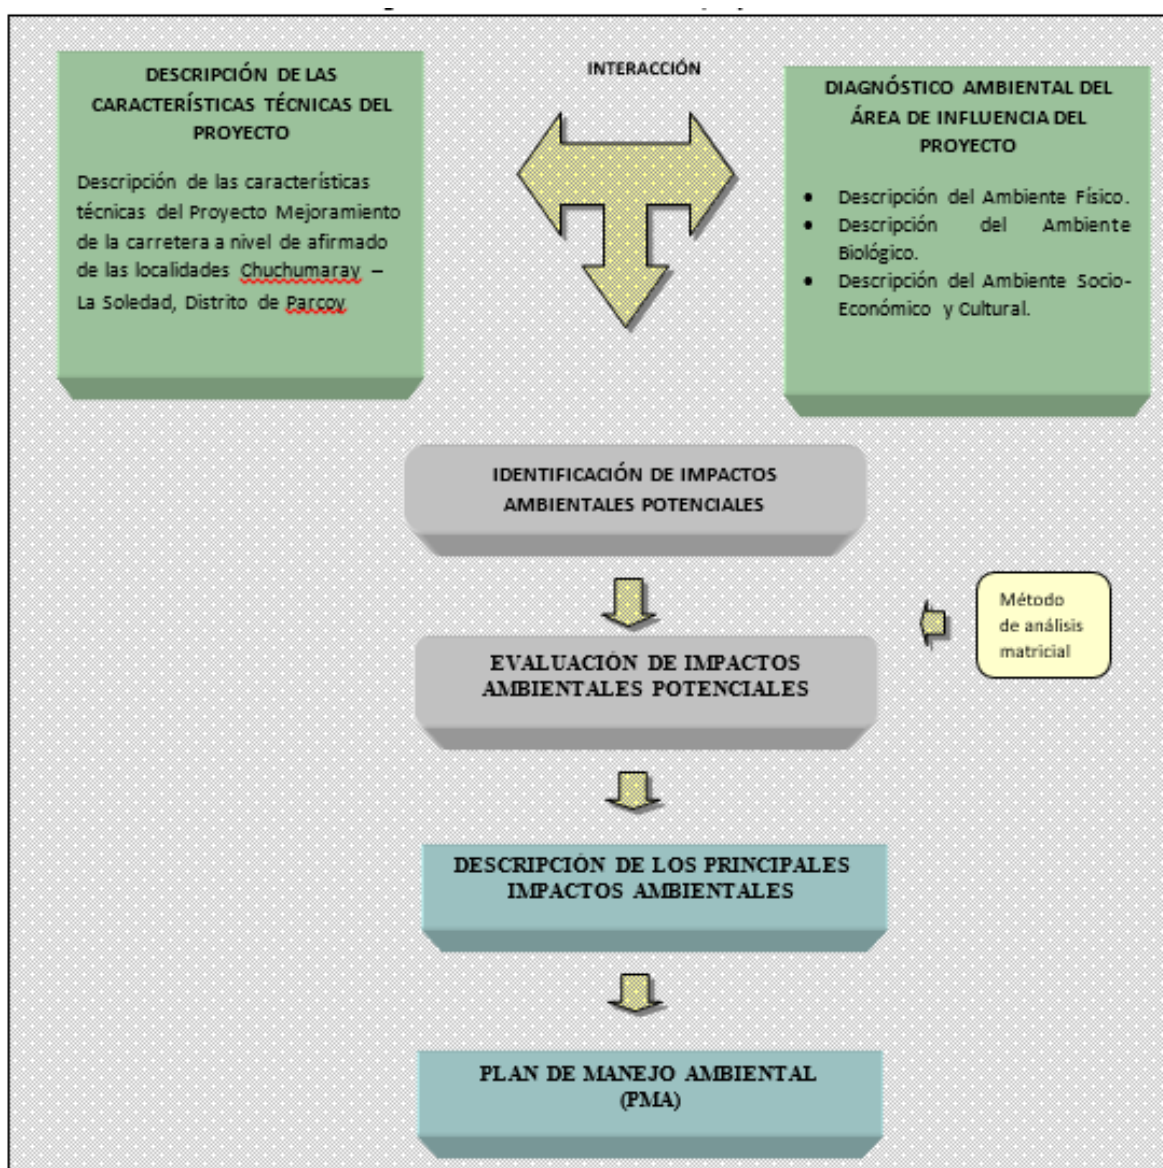 DESCRIPCIÓN DE LAS
CARACTERÍSTICAS TÉCNICAS DEL
PROYECTO
Descripción de las características
técnicas del Proyecto Mejoramiento
de la carretera a nivel de afirmado
de las localidades Chuchumaray –
La Soledad, Distrito de Parcoy
INTERACCIÓN
DIAGNÓSTICO AMBIENTAL DEL
ÁREA DE INFLUENCIA DEL
PROYECTO
• Descripción del Ambiente Físico.
• Descripción del Ambiente
Biológico.
• Descripción del Ambiente Socio-
Económico y Cultural.
IDENTIFICACIÓN DE IMPACTOS
AMBIENTALES POTENCIALES
Método
de análisis
matricial
EVALUACIÓN DE IMPACTOS
AMBIENTALES POTENCIALES
DESCRIPCIÓN DE LOS PRINCIPALES
IMPACTOS AMBIENTALES
PLAN DE MANEJO AMBIENTAL
(PMA)